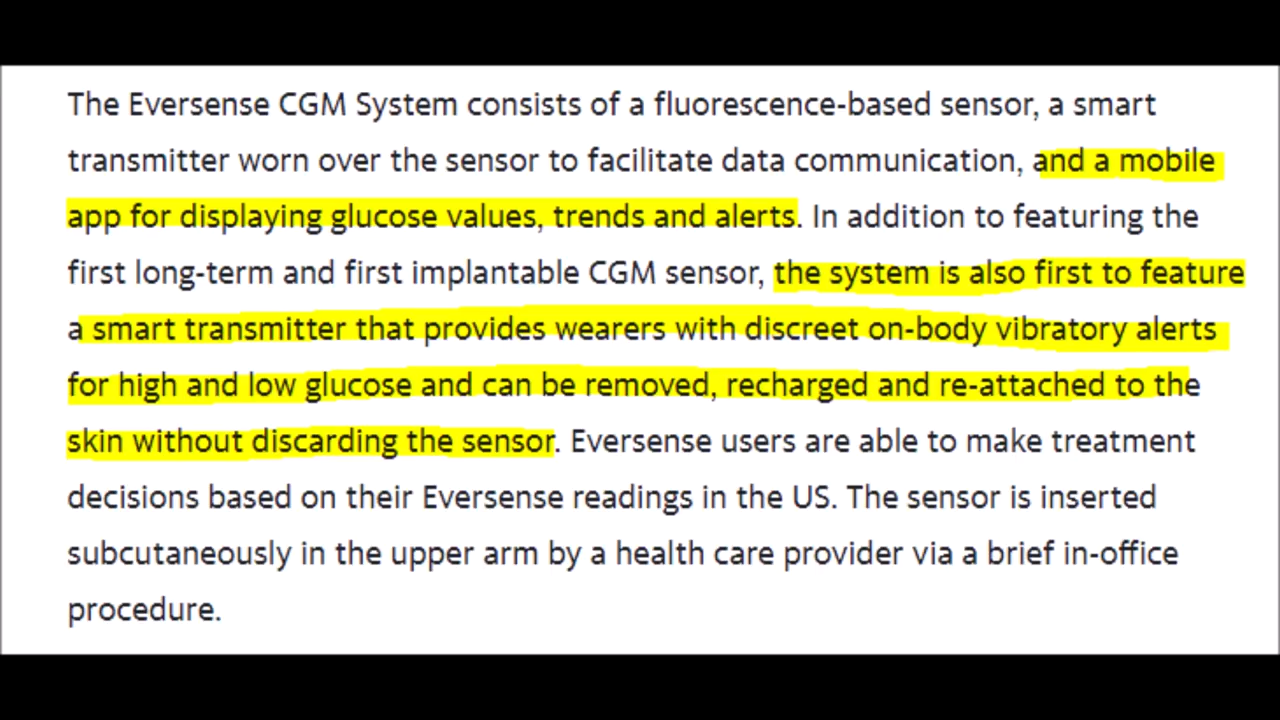 The Eversense CGM System consists of a fluorescence-based sensor, a smart
transmitter worn over the sensor to facilitate data communication, and a mobile
app for displaying glucose values, trends and alerts. In addition to featuring the
first long-term and first implantable CGM sensor, the system is also first to feature
a smart transmitter that provides wearers with discreet on-body vibratory alerts
for high and low glucose and can be removed, recharged and re-attached to the
skin without discarding the sensor. Eversense users are able to make treatment
decisions based on their Eversense readings in the US. The sensor is inserted
subcutaneously in the upper arm by a health care provider via a brief in-office
procedure.